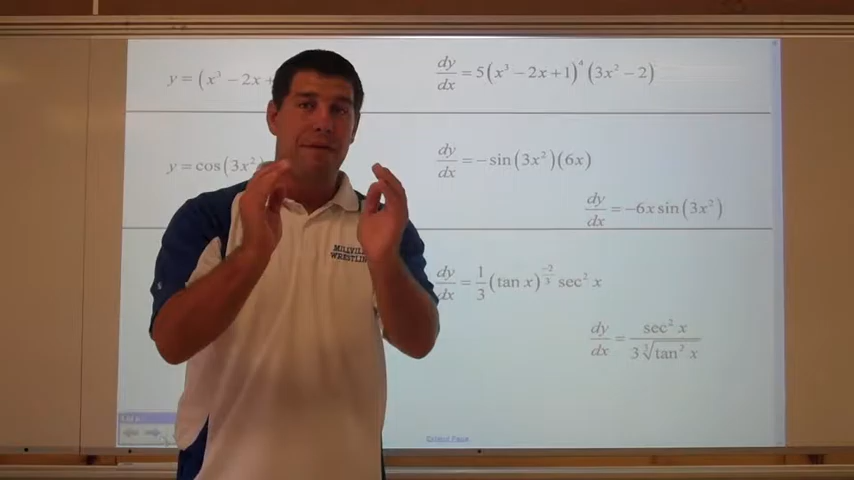 y = (x³ − 2x +
dy/dx = 5(x³ − 2x + 1)⁴(3x² − 2)
y = cos(3x²)
dy/dx = −sin(3x²)(6x)
dy/dx = −6x sin(3x²)
MILLVILLE
WRESTLING
dy/dx = 1/3(tan x)^(−2/3) sec² x
dy/dx = sec² x / 3∛tan² x
Extend Page